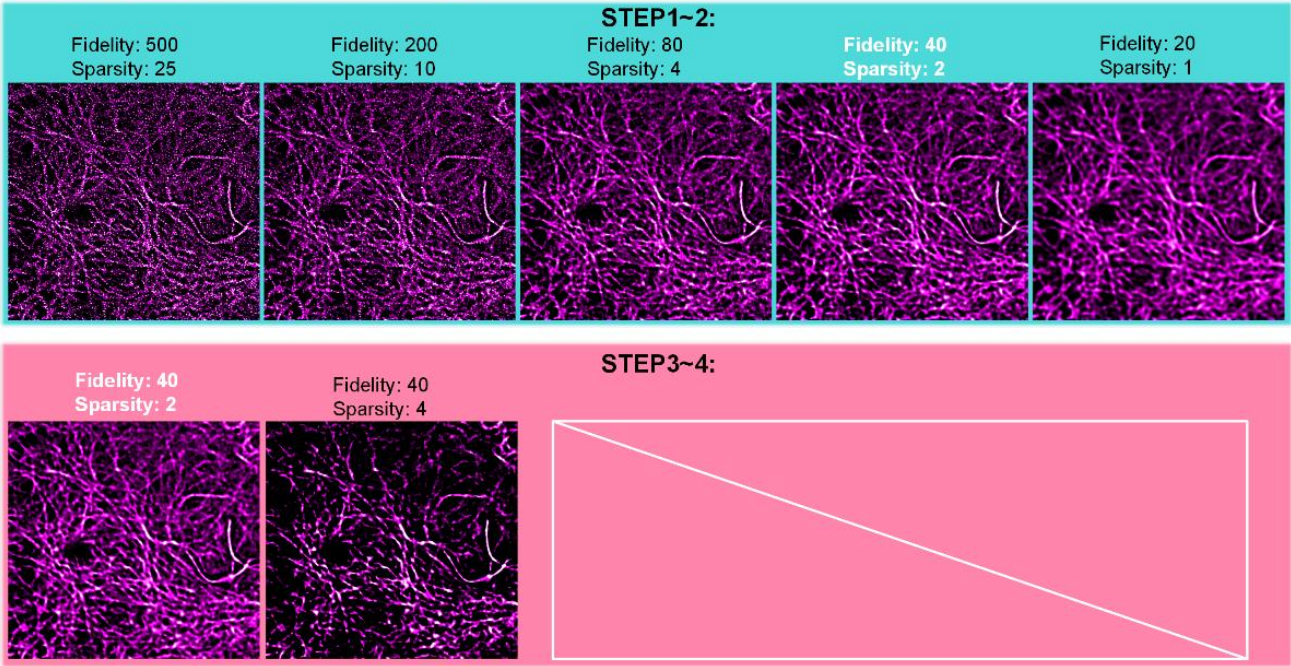 STEP1~2:
Fidelity: 500
Sparsity: 25
Fidelity: 200
Sparsity: 10
Fidelity: 80
Sparsity: 4
Fidelity: 40
Sparsity: 2
Fidelity: 20
Sparsity: 1
STEP3~4:
Fidelity: 40
Sparsity: 2
Fidelity: 40
Sparsity: 4